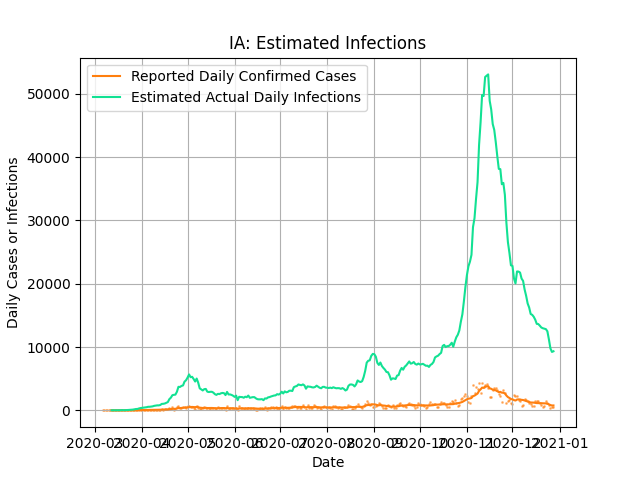 IA: Estimated Infections
Reported Daily Confirmed Cases
Estimated Actual Daily Infections
Daily Cases or Infections
50000
40000
30000
20000
10000
0
2020-03 2020-04 2020-05 2020-06 2020-07 2020-08 2020-09 2020-10 2020-11 2020-12 2021-01
Date